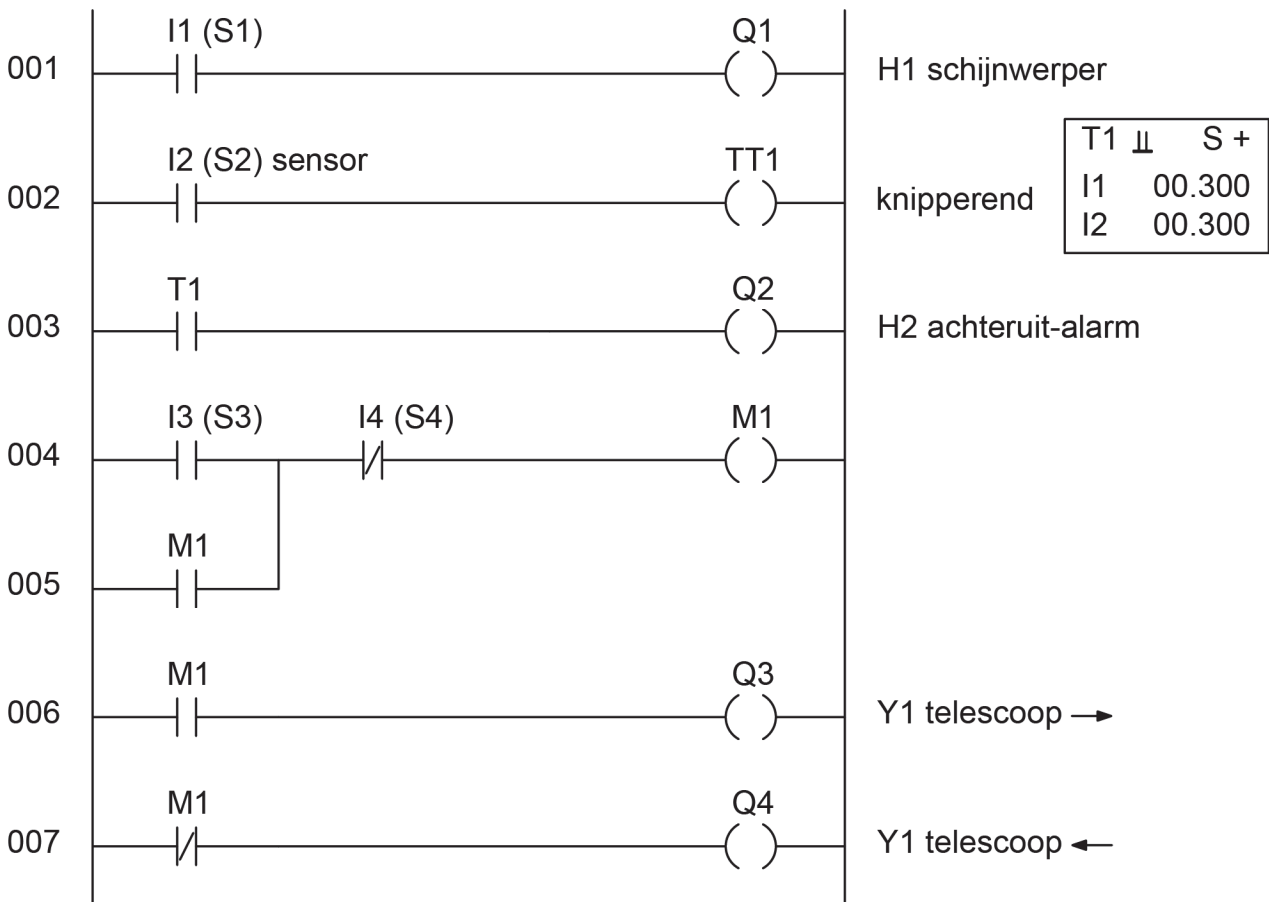 I1 (S1) Q1
001 H1 schijnwerper
I2 (S2) sensor TT1
002 knipperend
T1 ⫫ S +
I1 00.300
I2 00.300
T1 Q2
003 H2 achteruit-alarm
I3 (S3) I4 (S4) M1
004
M1
005
M1 Q3
006 Y1 telescoop →
M1 Q4
007 Y1 telescoop ←